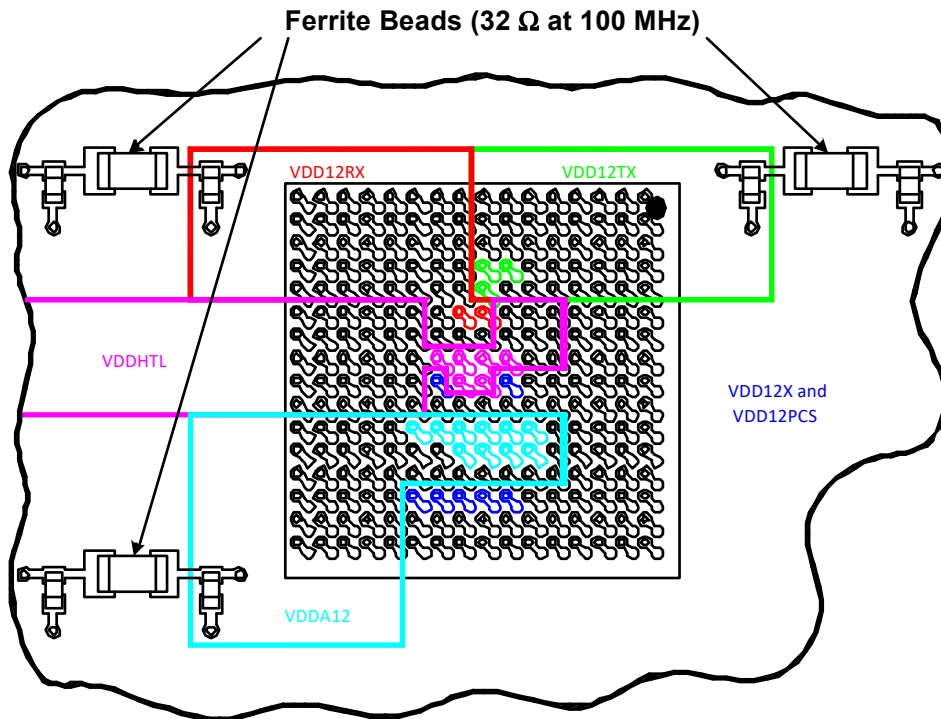 Ferrite Beads (32 Ω at 100 MHz)
VDD12RX
VDD12TX
VDDHTL
VDD12X and
VDD12PCS
VDDA12